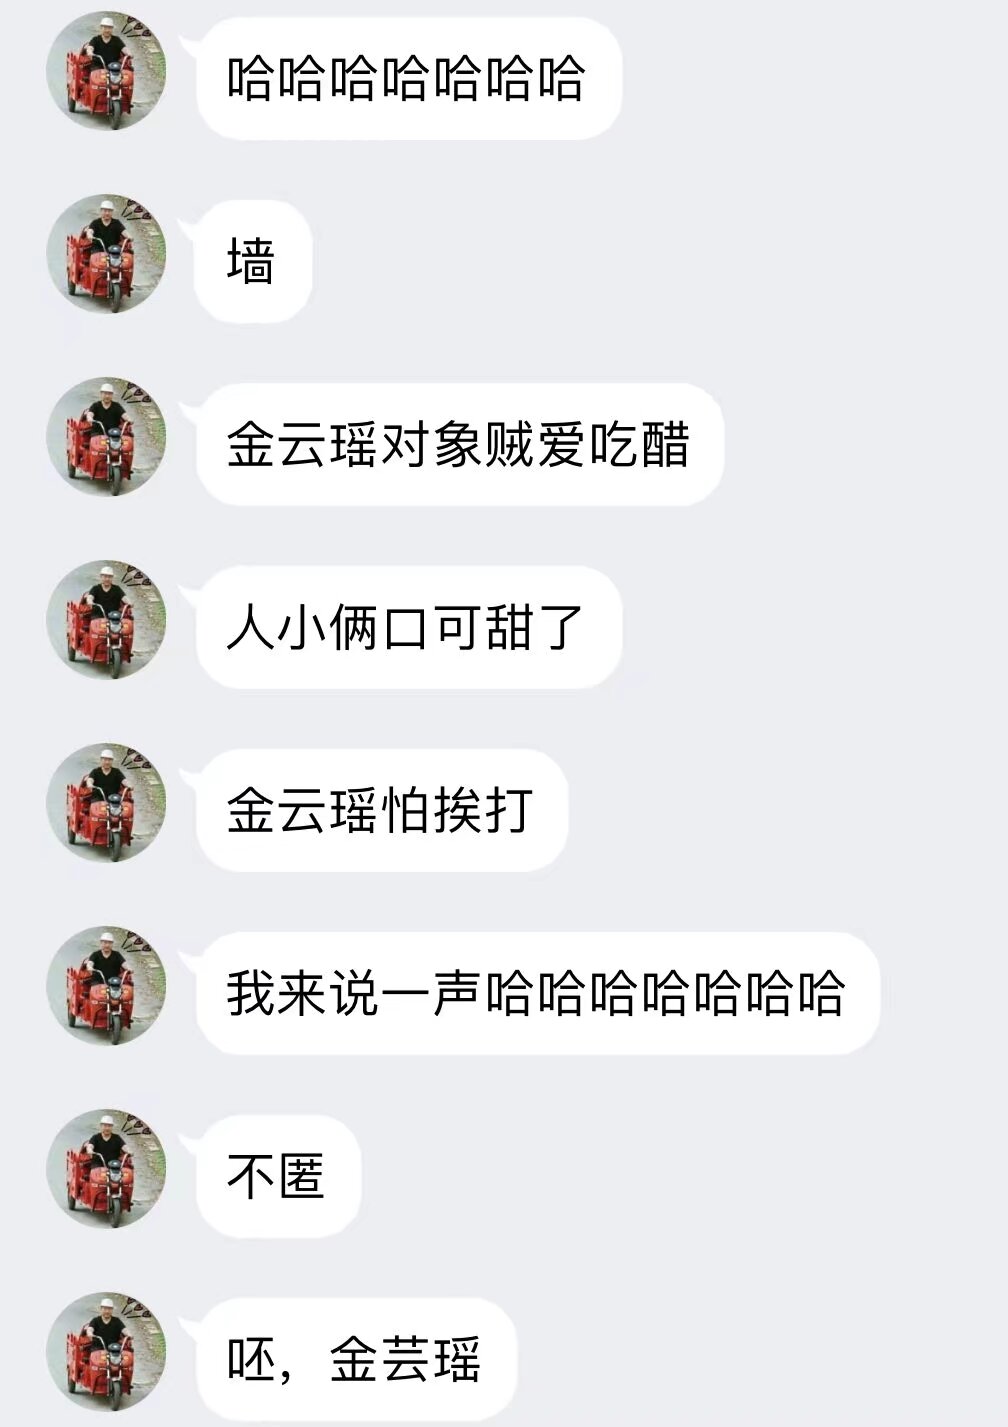 哈哈哈哈哈哈哈
墙
金云瑶对象贼爱吃醋
人小俩口可甜了
金云瑶怕挨打
我来说一声哈哈哈哈哈哈哈
不匿
呸，金芸瑶